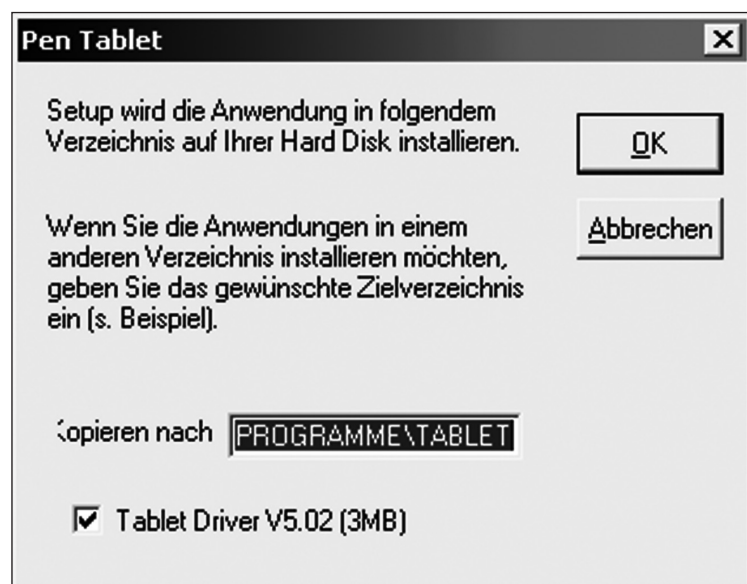 Pen Tablet
Setup wird die Anwendung in folgendem
Verzeichnis auf Ihrer Hard Disk installieren.
OK
Wenn Sie die Anwendungen in einem
anderen Verzeichnis installieren möchten,
geben Sie das gewünschte Zielverzeichnis
ein (s. Beispiel).
Abbrechen
Kopieren nach PROGRAMME\TABLET
Tablet Driver V5.02 (3MB)